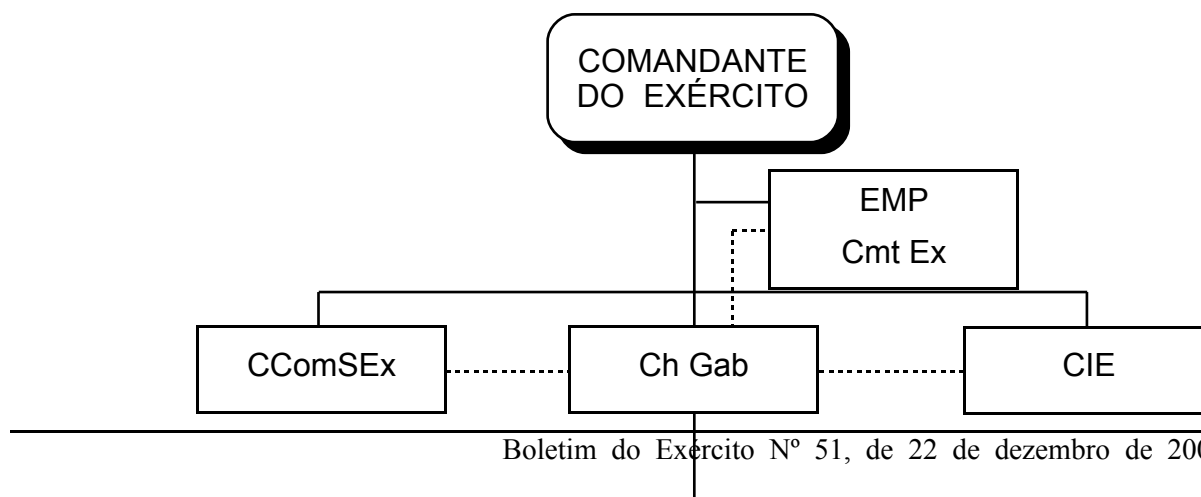 COMANDANTE
DO EXÉRCITO
EMP
Cmt Ex
CComSEx
Ch Gab
CIE
Boletim do Exército Nº 51, de 22 de dezembro de